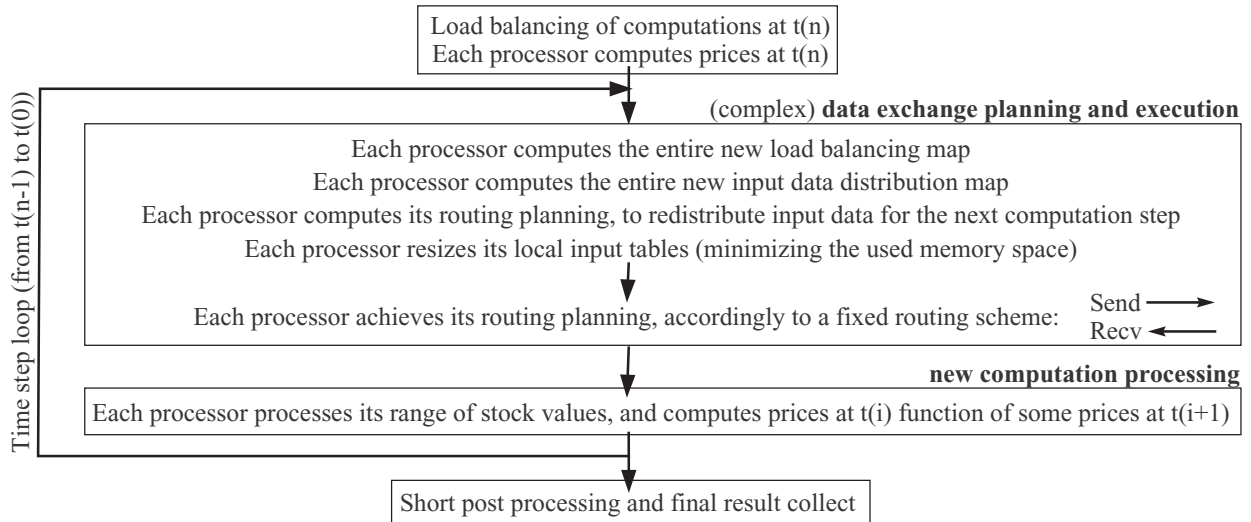 Load balancing of computations at t(n)
Each processor computes prices at t(n)
(complex) data exchange planning and execution
Each processor computes the entire new load balancing map
Each processor computes the entire new input data distribution map
Each processor computes its routing planning, to redistribute input data for the next computation step
Each processor resizes its local input tables (minimizing the used memory space)
Each processor achieves its routing planning, accordingly to a fixed routing scheme:
Send
Recv
new computation processing
Each processor processes its range of stock values, and computes prices at t(i) function of some prices at t(i+1)
Short post processing and final result collect
Time step loop (from t(n-1) to t(0))